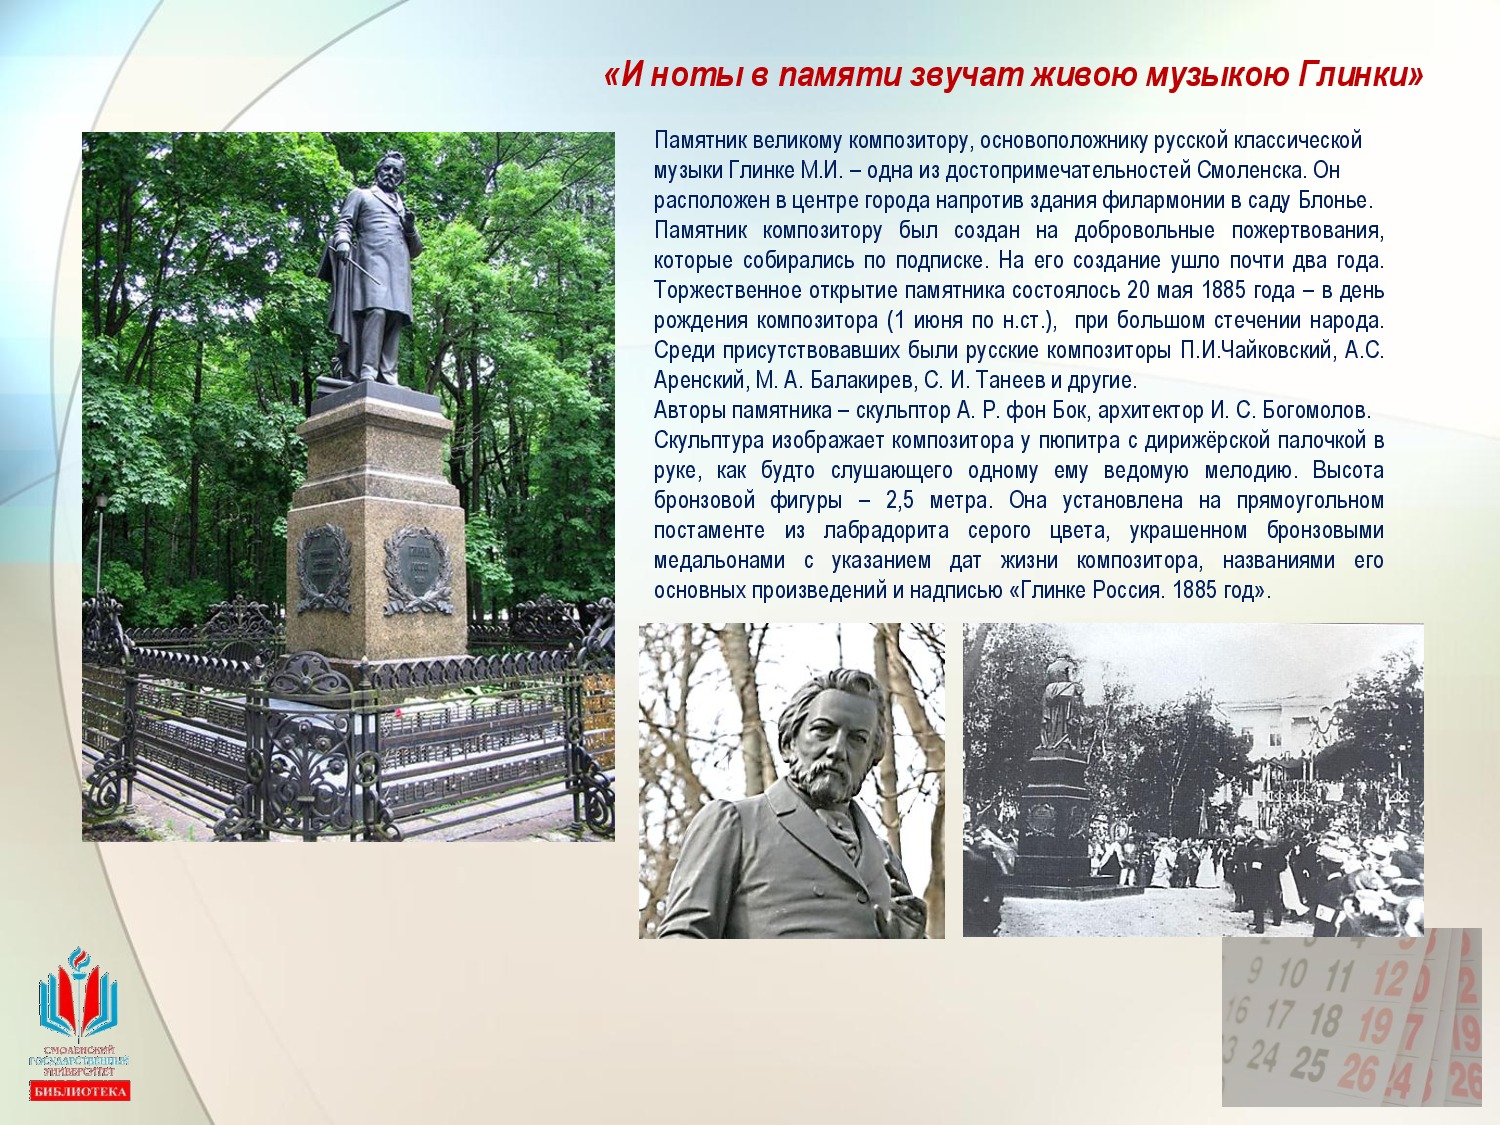 «И ноты в памяти звучат живою музыкою Глинки»
Памятник великому композитору, основоположнику русской классической
музыки Глинке М.И. – одна из достопримечательностей Смоленска. Он
расположен в центре города напротив здания филармонии в саду Блонье.
Памятник композитору был создан на добровольные пожертвования,
которые собирались по подписке. На его создание ушло почти два года.
Торжественное открытие памятника состоялось 20 мая 1885 года – в день
рождения композитора (1 июня по н.ст.), при большом стечении народа.
Среди присутствовавших были русские композиторы П.И.Чайковский, А.С.
Аренский, М. А. Балакирев, С. И. Танеев и другие.
Авторы памятника – скульптор А. Р. фон Бок, архитектор И. С. Богомолов.
Скульптура изображает композитора у пюпитра с дирижёрской палочкой в
руке, как будто слушающего одному ему ведомую мелодию. Высота
бронзовой фигуры – 2,5 метра. Она установлена на прямоугольном
постаменте из лабрадорита серого цвета, украшенном бронзовыми
медальонами с указанием дат жизни композитора, названиями его
основных произведений и надписью «Глинке Россия. 1885 год».
СМОЛЕНСКИЙ
ГОСУДАРСТВЕННЫЙ
УНИВЕРСИТЕТ
БИБЛИОТЕКА
9 10 11 12
16 17 18 19
24 25 26